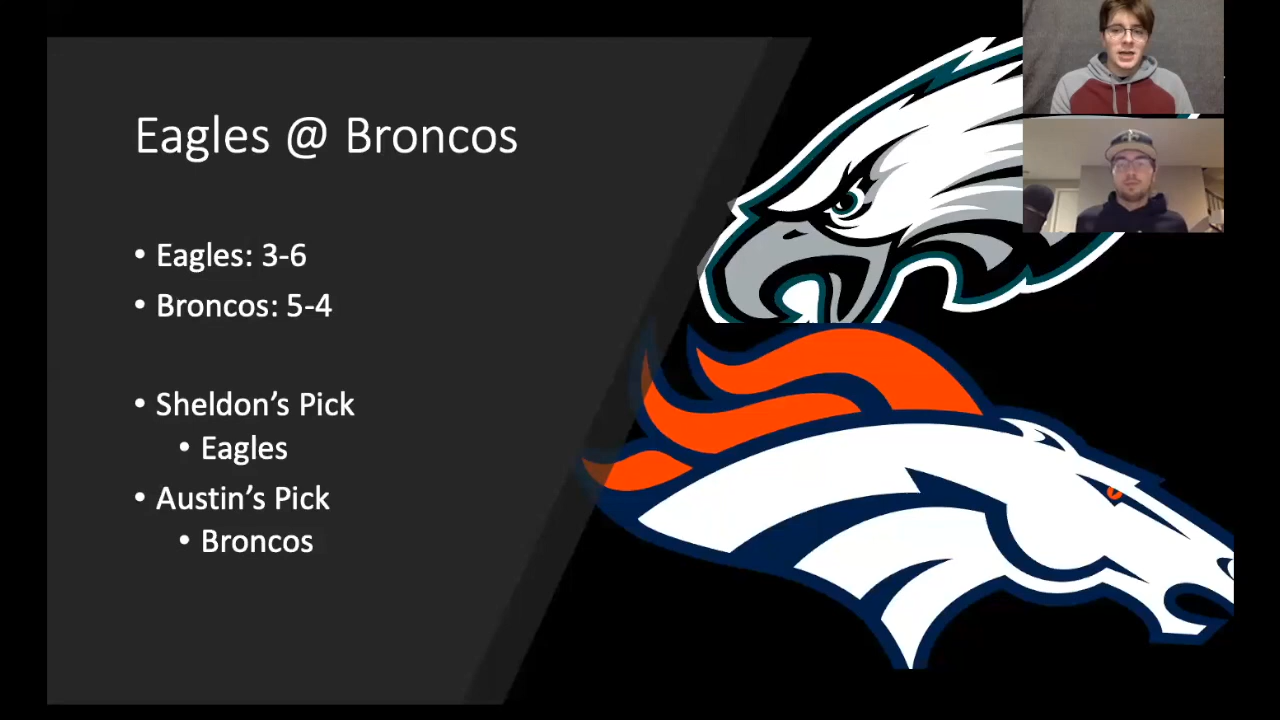 Eagles @ Broncos
• Eagles: 3-6
• Broncos: 5-4
• Sheldon’s Pick
• Eagles
• Austin’s Pick
• Broncos